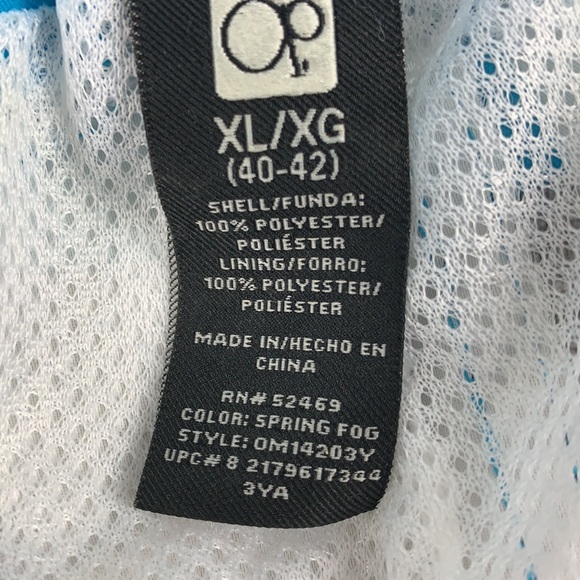 Op
XL/XG
(40-42)
SHELL/FUNDA:
100% POLYESTER/
POLIÉSTER
LINING/FORRO:
100% POLYESTER/
POLIÉSTER
MADE IN/HECHO EN
CHINA
RN# 52469
COLOR: SPRING FOG
STYLE: OM14203Y
UPC# 8 2179617344
3YA